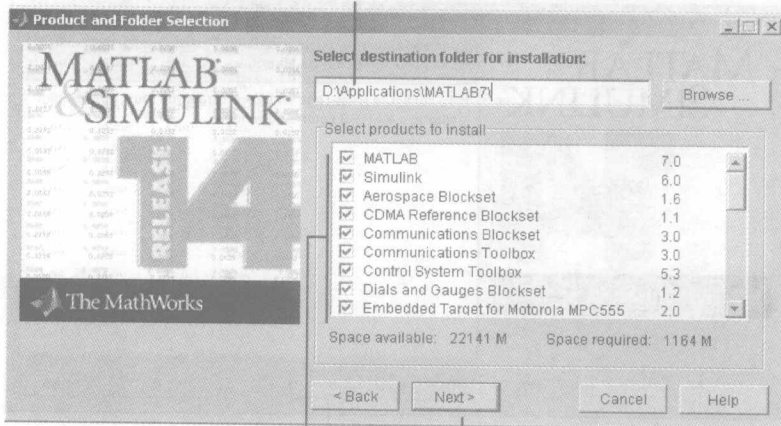 Product and Folder Selection
MATLAB
& SIMULINK
RELEASE
14
The MathWorks
Select destination folder for installation:
D:\Applications\MATLAB7\
Browse ...
Select products to install
MATLAB 7.0
Simulink 6.0
Aerospace Blockset 1.6
CDMA Reference Blockset 1.1
Communications Blockset 3.0
Communications Toolbox 3.0
Control System Toolbox 5.3
Dials and Gauges Blockset 1.2
Embedded Target for Motorola MPC555 2.0
Space available: 22141 M Space required: 1164 M
< Back
Next >
Cancel
Help